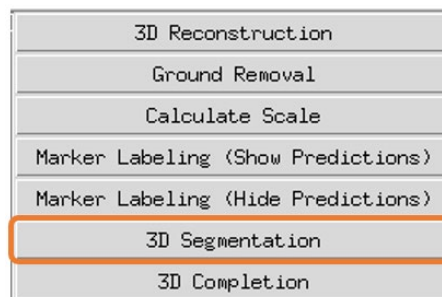 3D Reconstruction
Ground Removal
Calculate Scale
Marker Labeling (Show Predictions)
Marker Labeling (Hide Predictions)
3D Segmentation
3D Completion